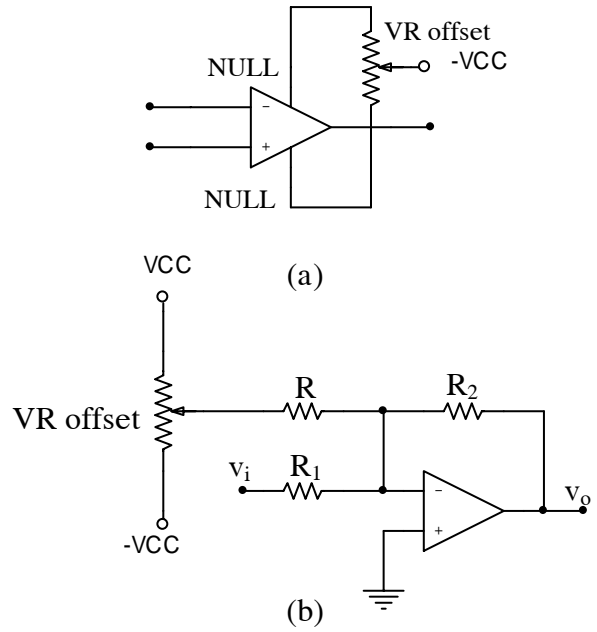 VR offset
-VCC
NULL
-
+
NULL
(a)
VCC
VR offset
R
R₂
vᵢ
R₁
-
+
vₒ
-VCC
(b)